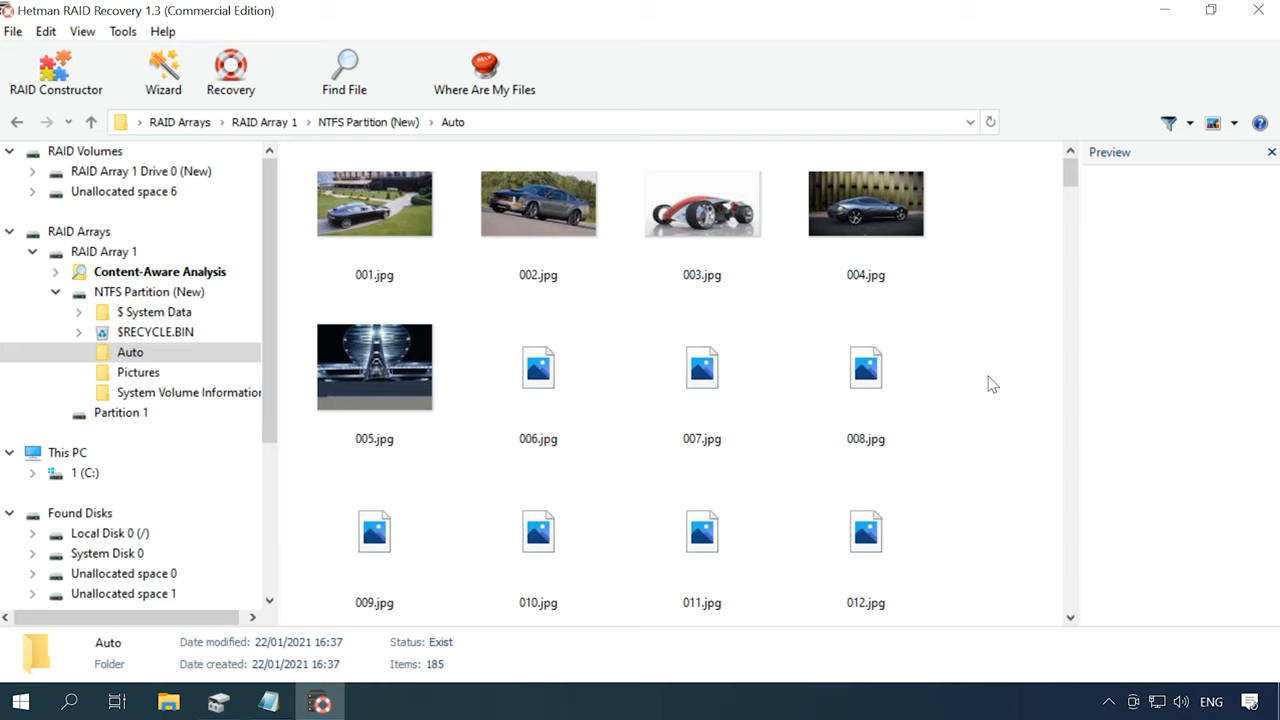 Hetman RAID Recovery 1.3 (Commercial Edition)
File Edit View Tools Help
RAID Constructor Wizard Recovery Find File Where Are My Files
RAID Arrays RAID Array 1 NTFS Partition (New) Auto
RAID Volumes
RAID Array 1 Drive 0 (New)
Unallocated space 6
RAID Arrays
RAID Array 1
Content-Aware Analysis
NTFS Partition (New)
$ System Data
$RECYCLE.BIN
Auto
Pictures
System Volume Information
Partition 1
This PC
1 (C:)
Found Disks
Local Disk 0 (/)
System Disk 0
Unallocated space 0
Unallocated space 1
001.jpg 002.jpg 003.jpg 004.jpg
005.jpg 006.jpg 007.jpg 008.jpg
009.jpg 010.jpg 011.jpg 012.jpg
Preview
Auto Date modified: 22/01/2021 16:37 Status: Exist
Folder Date created: 22/01/2021 16:37 Items: 185
ENG